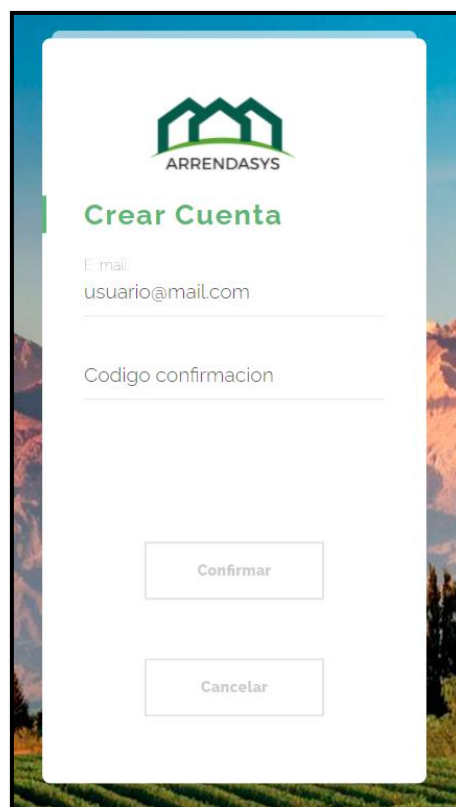 ARRENDASYS
Crear Cuenta
E-mail
usuario@mail.com
Codigo confirmacion
Confirmar
Cancelar